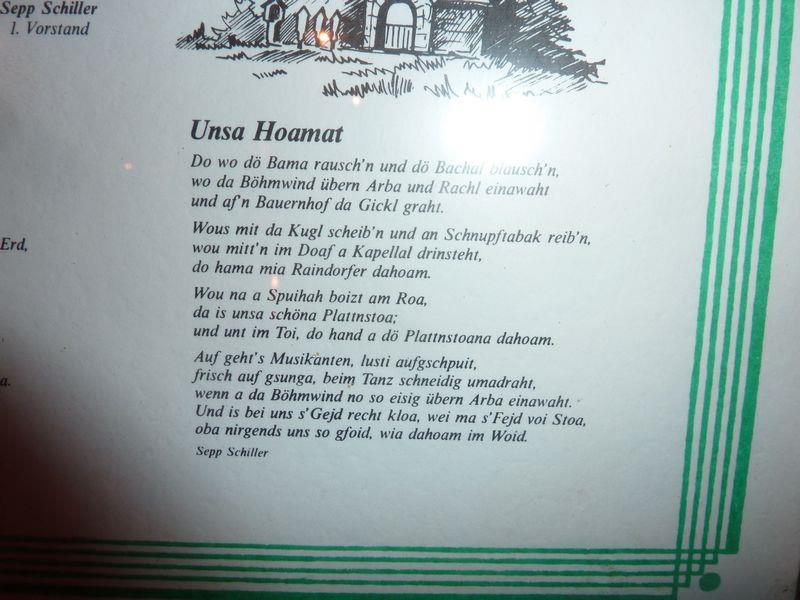 Sepp Schiller
1. Vorstand
Erd,
a.
Unsa Hoamat
Do wo dö Bama rausch'n und dö Bachal blausch'n,
wo da Böhmwind übern Arba und Rachl einawaht
und af'n Bauernhof da Gickl graht.
Wous mit da Kugl scheib'n und an Schnupftabak reib'n,
wou mitt'n im Doaf a Kapellal drinsteht,
do hama mia Raindorfer dahoam.
Wou na a Spuihah boizt am Roa,
da is unsa schöna Plattnstoa;
und unt im Toi, do hand a dö Plattnstoana dahoam.
Auf geht's Musikanten, lusti aufgschpuit,
frisch auf gsunga, beim Tanz schneidig umadraht,
wenn a da Böhmwind no so eisig übern Arba einawaht.
Und is bei uns s'Gejd recht kloa, wei ma s'Fejd voi Stoa,
oba nirgends uns so gfoid, wia dahoam im Woid.
Sepp Schiller